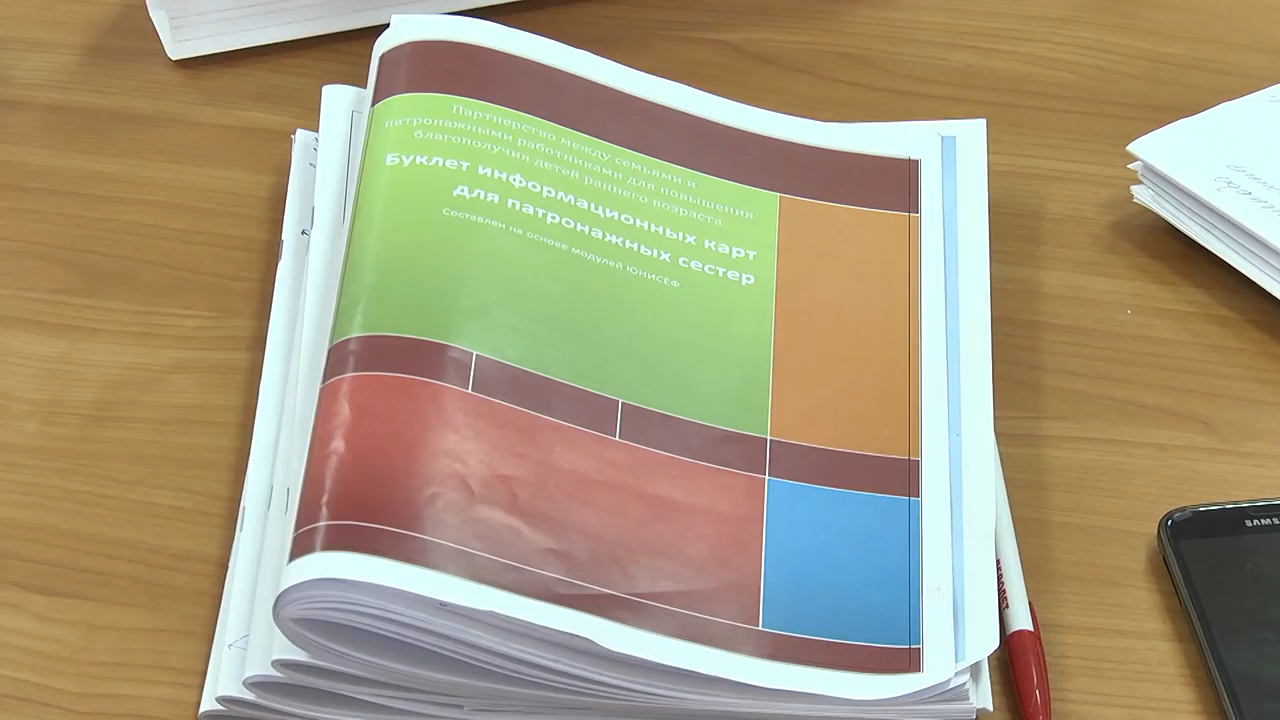 Партнерство между семьями и
патронажными работниками для повышения
благополучия детей раннего возраста
Буклет информационных карт
для патронажных сестер
Составлен на основе модулей ЮНИСЕФ
SAMS